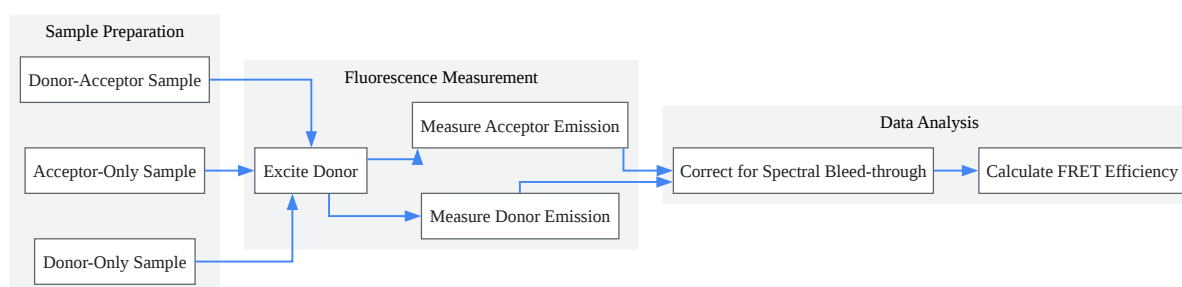 Sample Preparation
Donor-Acceptor Sample
Acceptor-Only Sample
Donor-Only Sample
Fluorescence Measurement
Excite Donor
Measure Acceptor Emission
Measure Donor Emission
Data Analysis
Correct for Spectral Bleed-through
Calculate FRET Efficiency